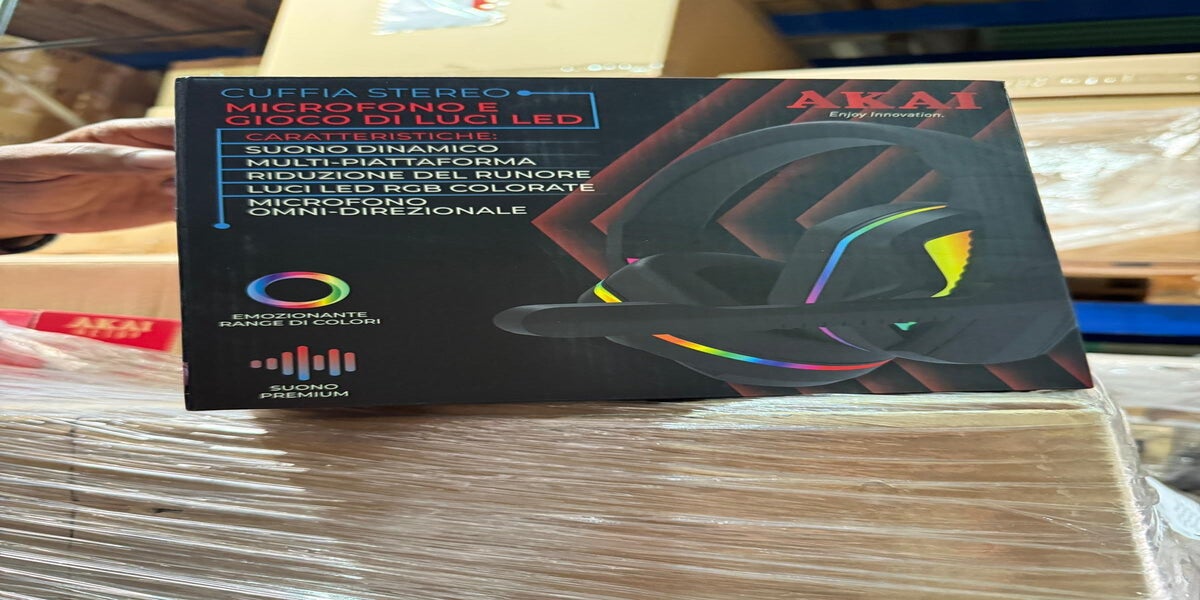 CUFFIA STEREO
MICROFONO E
GIOCO DI LUCI LED
CARATTERISTICHE:
SUONO DINAMICO
MULTI-PIATTAFORMA
RIDUZIONE DEL RUNORE
LUCI LED RGB COLORATE
MICROFONO
OMNI-DIREZIONALE
AKAI
Enjoy Innovation.
EMOZIONANTE
RANGE DI COLORI
SUONO
PREMIUM
AKAI